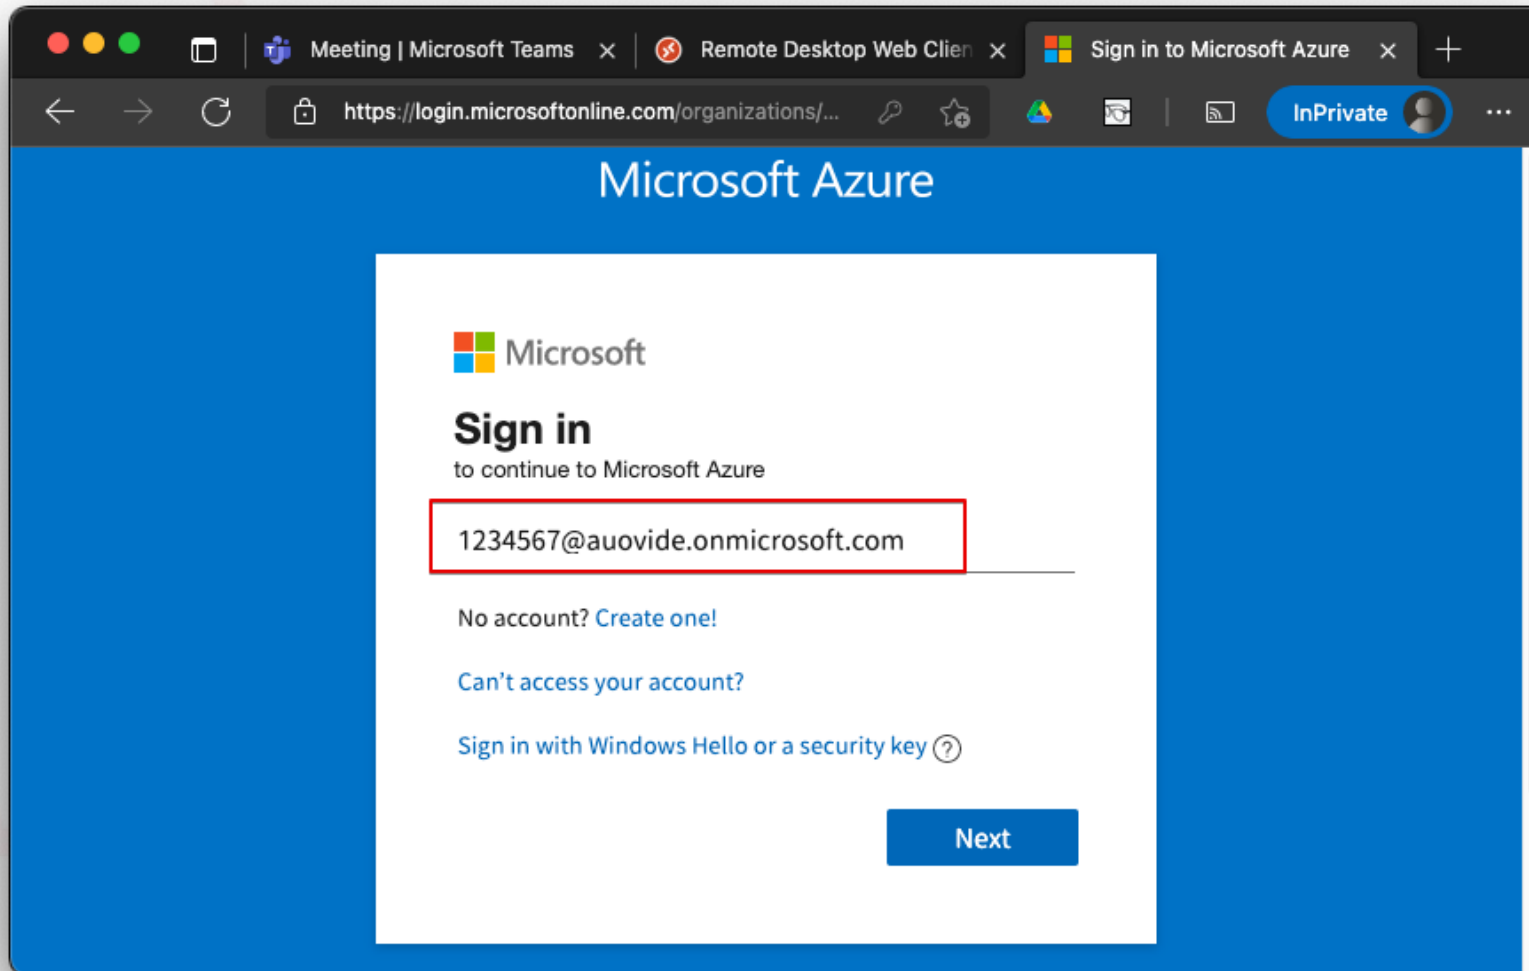 Meeting | Microsoft Teams
Remote Desktop Web Clien
Sign in to Microsoft Azure
https://login.microsoftonline.com/organizations/...
InPrivate
Microsoft Azure
Microsoft
Sign in
to continue to Microsoft Azure
1234567@auovide.onmicrosoft.com
No account? Create one!
Can't access your account?
Sign in with Windows Hello or a security key
Next